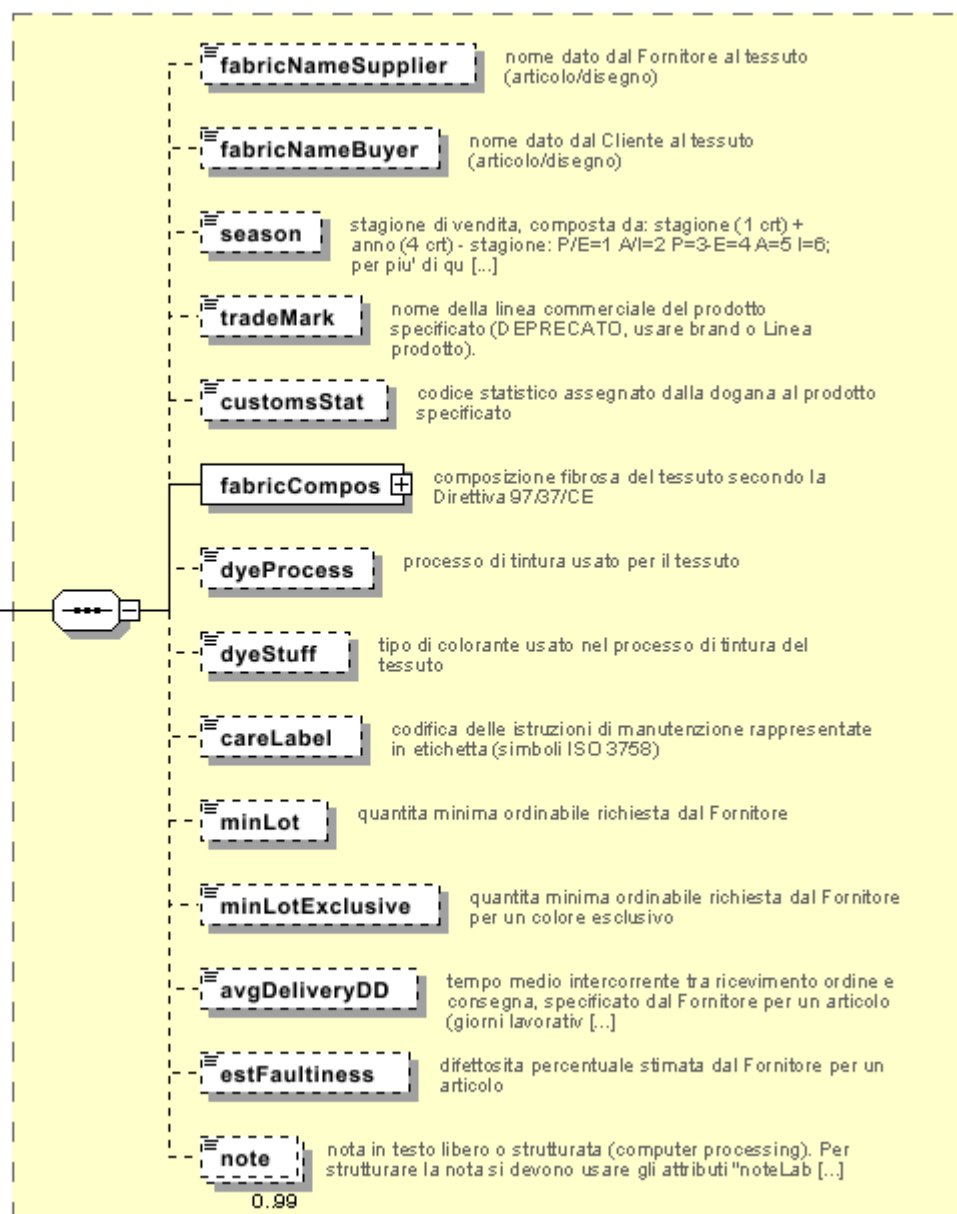 fabricNameSupplier
nome dato dal Fornitore al tessuto
(articolo/disegno)
fabricNameBuyer
nome dato dal Cliente al tessuto
(articolo/disegno)
season
stagione di vendita, composta da: stagione (1 crt) +
anno (4 crt) - stagione: P/E=1 A/I=2 P=3-E=4 A=5 I=6;
per piu' di qu [...]
tradeMark
nome della linea commerciale del prodotto
specificato (DEPRECATO, usare brand o Linea
prodotto).
customsStat
codice statistico assegnato dalla dogana al prodotto
specificato
fabricCompos
composizione fibrosa del tessuto secondo la
Direttiva 97/37/CE
dyeProcess
processo di tintura usato per il tessuto
dyeStuff
tipo di colorante usato nel processo di tintura del
tessuto
careLabel
codifica delle istruzioni di manutenzione rappresentate
in etichetta (simboli ISO 3758)
minLot
quantita minima ordinabile richiesta dal Fornitore
minLotExclusive
quantita minima ordinabile richiesta dal Fornitore
per un colore esclusivo
avgDeliveryDD
tempo medio intercorrente tra ricevimento ordine e
consegna, specificato dal Fornitore per un articolo
(giorni lavorativ [...]
estFaultiness
difettosita percentuale stimata dal Fornitore per un
articolo
note
nota in testo libero o strutturata (computer processing). Per
strutturare la nota si devono usare gli attributi "noteLab [...]
0..99